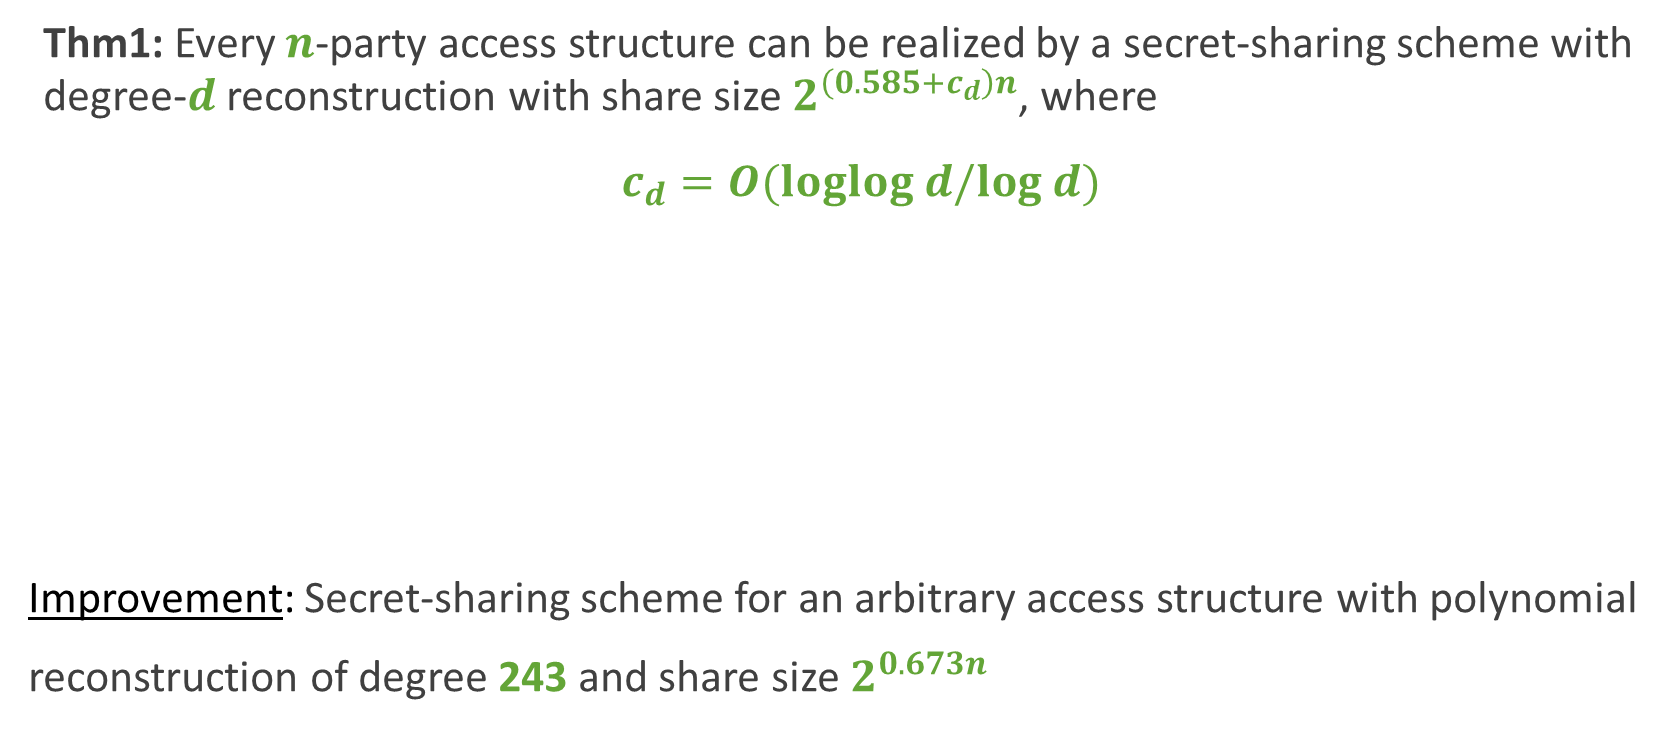 Thm1: Every n-party access structure can be realized by a secret-sharing scheme with
degree-d reconstruction with share size 2^{(0.585+c_d)n}, where
c_d = O(loglog d/log d)
Improvement: Secret-sharing scheme for an arbitrary access structure with polynomial
reconstruction of degree 243 and share size 2^{0.673n}